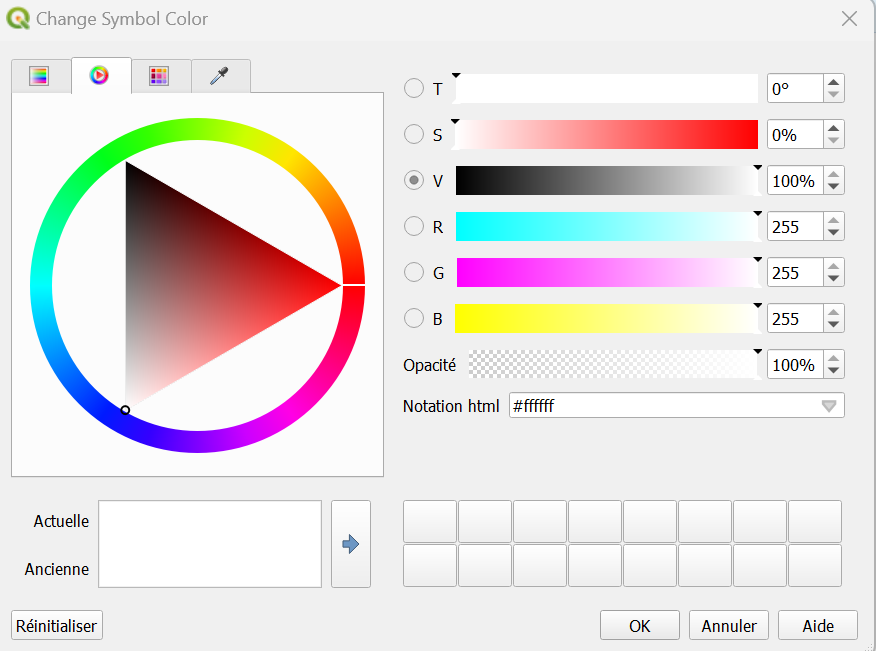 Change Symbol Color
T 0°
S 0%
V 100%
R 255
G 255
B 255
Opacité 100%
Notation html #ffffff
Actuelle
Ancienne
Réinitialiser OK Annuler Aide